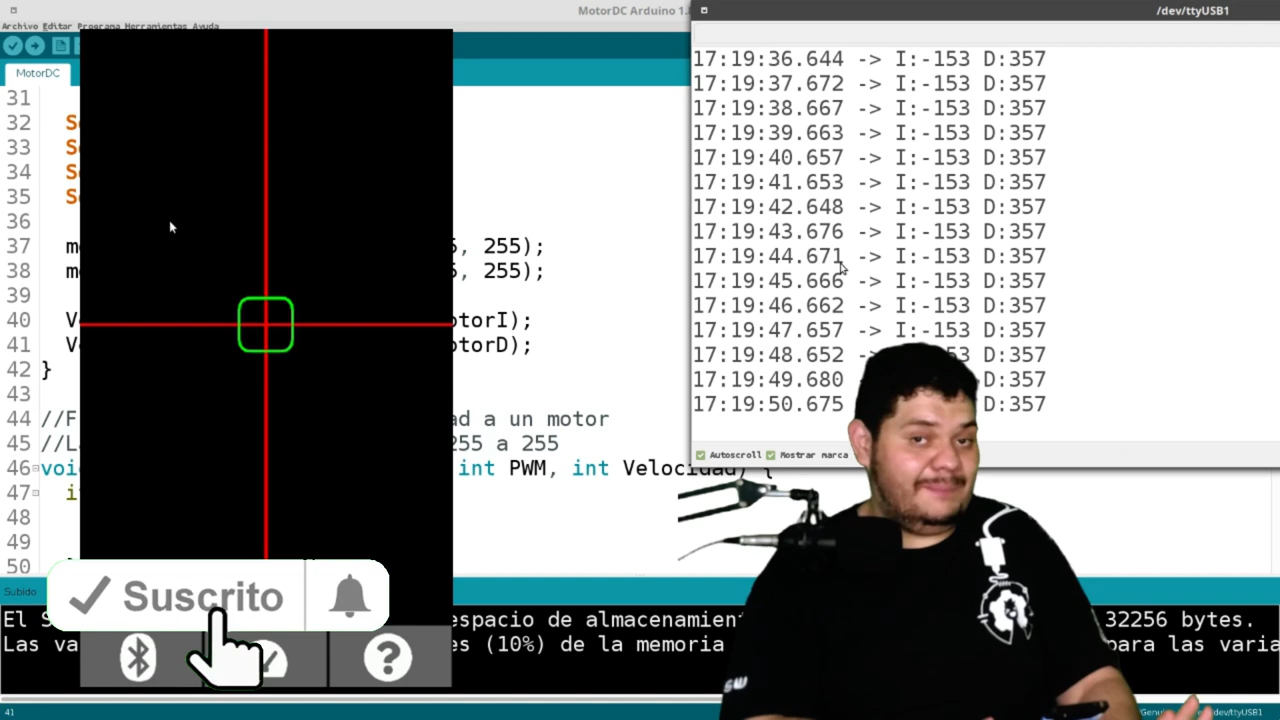 MotorDC Arduino 1.
Archivo Editar Programa Herramientas Ayuda
MotorDC
/dev/ttyUSB1
17:19:36.644 -> I:-153 D:357
17:19:37.672 -> I:-153 D:357
17:19:38.667 -> I:-153 D:357
17:19:39.663 -> I:-153 D:357
17:19:40.657 -> I:-153 D:357
17:19:41.653 -> I:-153 D:357
17:19:42.648 -> I:-153 D:357
17:19:43.676 -> I:-153 D:357
17:19:44.671 -> I:-153 D:357
17:19:45.666 -> I:-153 D:357
17:19:46.662 -> I:-153 D:357
17:19:47.657 -> I:-153 D:357
17:19:48.652 -> 53 D:357
17:19:49.680 D:357
17:19:50.675 D:357
Autoscroll Mostrar marca
31
32 S
33 S
34 S
35 S
36
37 m , 255);
38 m , 255);
39
40 V otorI);
41 V otorD);
42 }
43
44 //F ad a un motor
45 //L 255 a 255
46 voi int PWM, int Velocidad) {
47 i
48
49
50
Subido
Suscrito
El S espacio de almacenamient 32256 bytes.
Las va es (10%) de la memoria para las varia
?
41 /dev/ttyUSB1